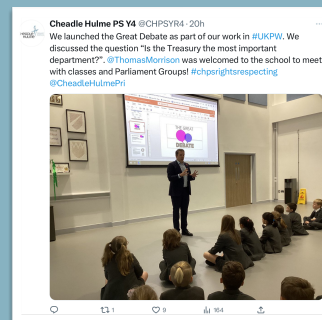 Cheadle Hulme PS Y4 @CHPSYR4 · 20h
We launched the Great Debate as part of our work in #UKPW. We
discussed the question "Is the Treasury the most important
department?". @ThomasMorrison was welcomed to the school to meet
with classes and Parliament Groups! #chpsrightsrespecting
@CheadleHulmePri
THE GREAT
DEBATE
1
9
164